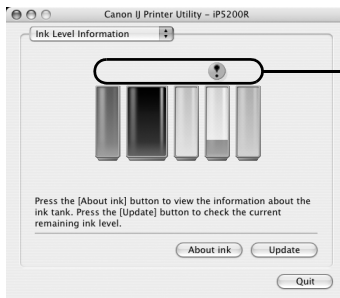 Canon IJ Printer Utility – iP5200R
Ink Level Information
!
Press the [About ink] button to view the information about the
ink tank. Press the [Update] button to check the current
remaining ink level.
About ink
Update
Quit